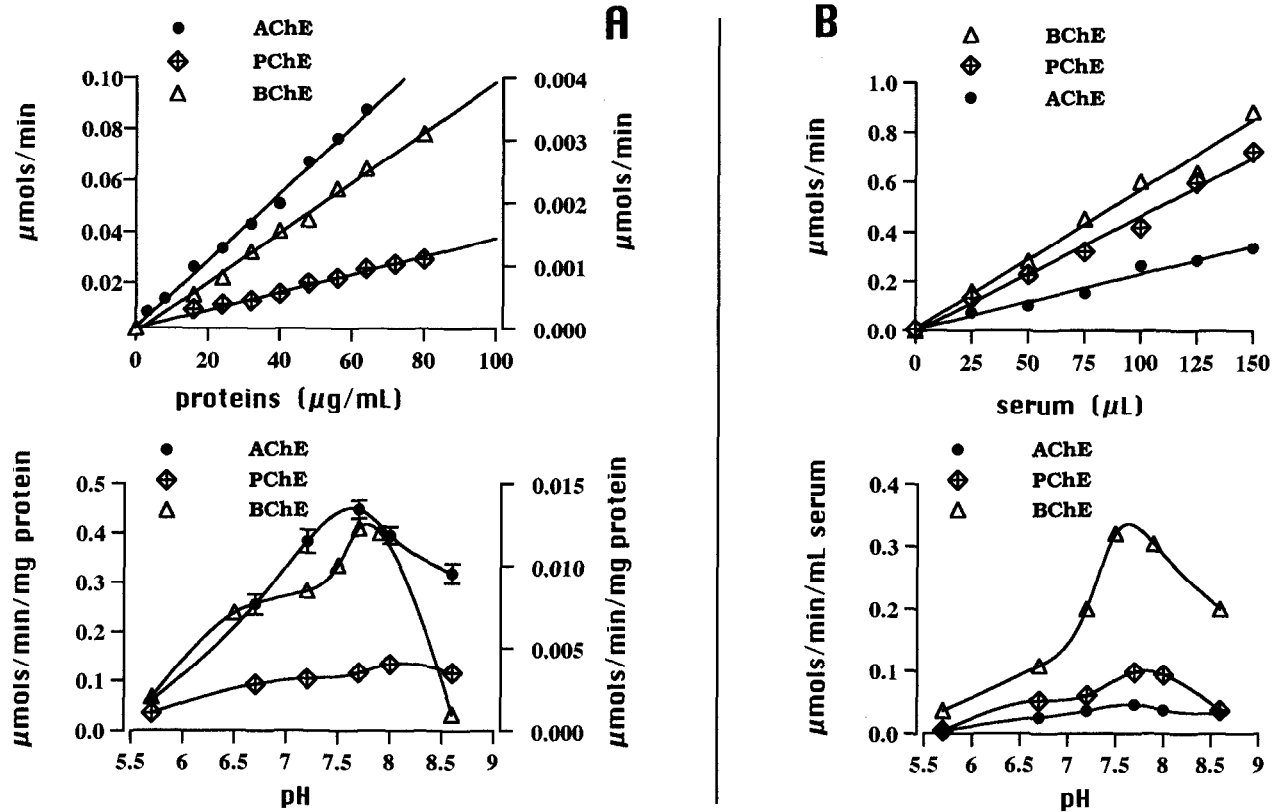 A
AChE
PChE
BChE
0.10
0.08
0.06
0.04
0.02
µmols/min
0.004
0.003
0.002
0.001
0.000
µmols/min
0 20 40 60 80 100
proteins (µg/mL)
B
BChE
PChE
AChE
1.0
0.8
0.6
0.4
0.2
0.0
µmols/min
0 25 50 75 100 125 150
serum (µL)
AChE
PChE
BChE
0.5
0.4
0.3
0.2
0.1
0.0
µmols/min/mg protein
0.015
0.010
0.005
0.000
µmols/min/mg protein
5.5 6 6.5 7 7.5 8 8.5 9
pH
AChE
PChE
BChE
0.4
0.3
0.2
0.1
0.0
µmols/min/mL serum
5.5 6 6.5 7 7.5 8 8.5 9
pH